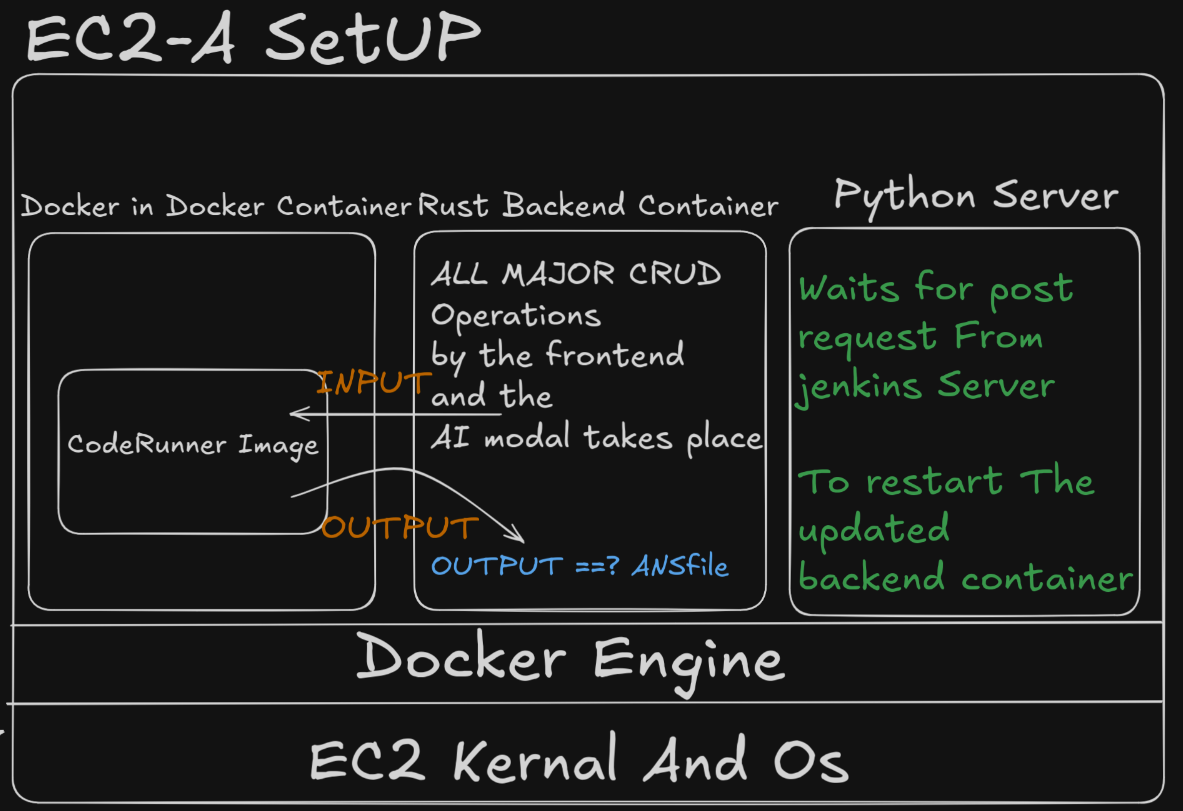 EC2-A SetUP
Docker in Docker Container
Rust Backend Container
Python Server
CodeRunner Image
INPUT
OUTPUT
ALL MAJOR CRUD
Operations
by the frontend
and the
AI modal takes place
OUTPUT ==? ANSfile
Waits for post
request From
jenkins Server
To restart The
updated
backend container
Docker Engine
EC2 Kernal And Os